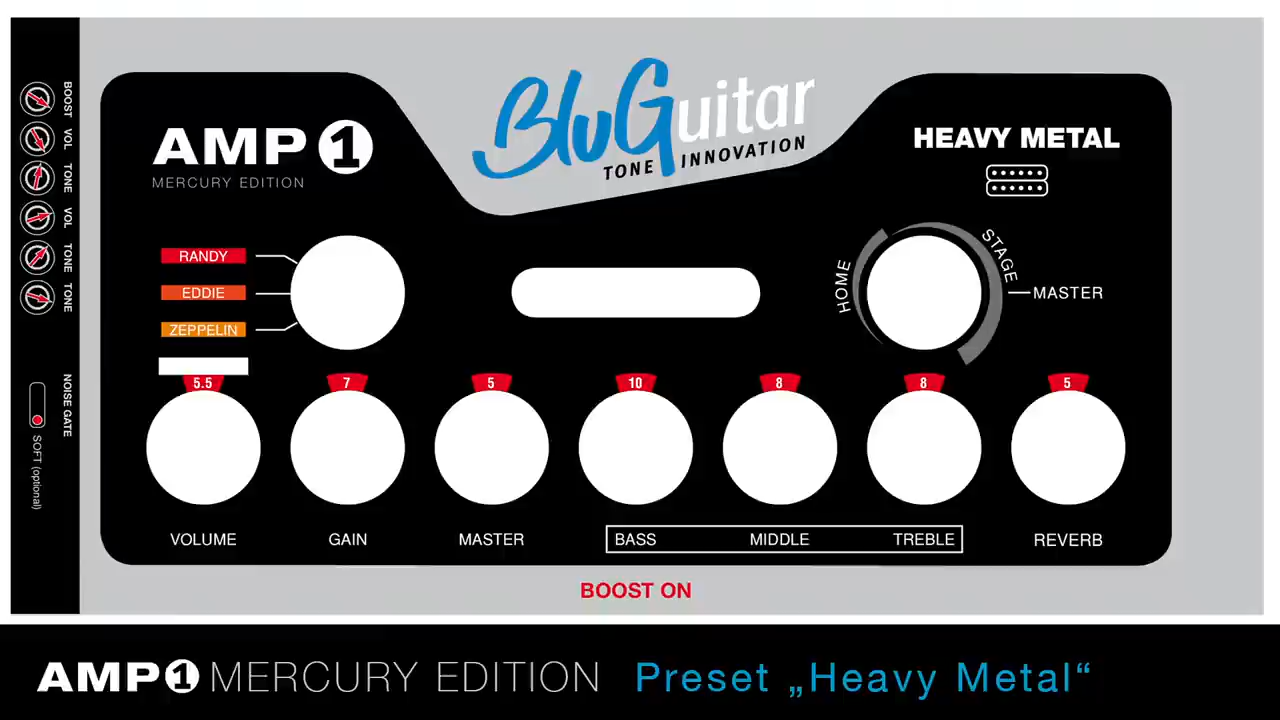 BluGuitar
TONE INNOVATION
AMP 1
MERCURY EDITION
HEAVY METAL
RANDY
EDDIE
ZEPPELIN
HOME
STAGE
MASTER
5.5
7
5
10
8
8
5
VOLUME
GAIN
MASTER
BASS
MIDDLE
TREBLE
REVERB
BOOST ON
BOOST
VOL
TONE
VOL
TONE
TONE
NOISE GATE
SOFT (optional)
AMP1 MERCURY EDITION Preset „Heavy Metal“